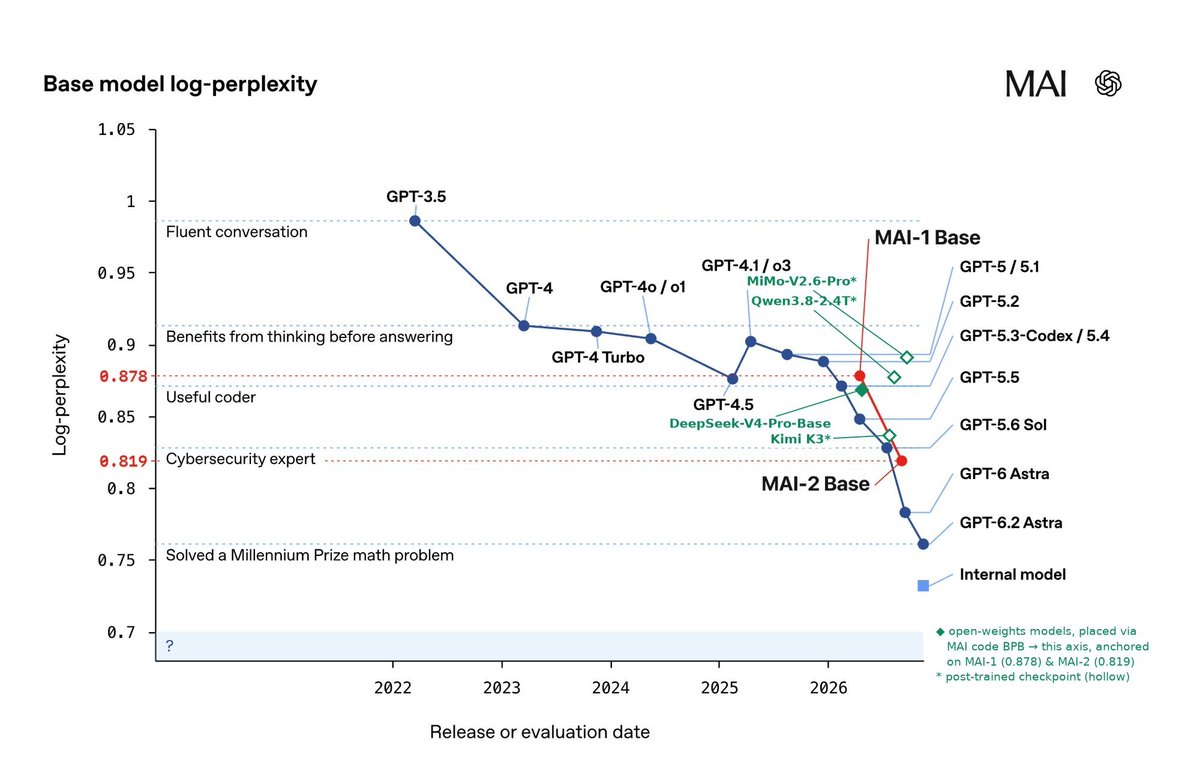 Base model log-perplexity
MAI
1.05
1
0.95
0.9
0.878
0.85
0.819
0.8
0.75
0.7
Log-perplexity
Fluent conversation
Benefits from thinking before answering
Useful coder
Cybersecurity expert
Solved a Millennium Prize math problem
?
GPT-3.5
GPT-4
GPT-4 Turbo
GPT-4o / o1
GPT-4.5
GPT-4.1 / o3
MiMo-V2.6-Pro*
Qwen3.8-2.4T*
DeepSeek-V4-Pro-Base
Kimi K3*
MAI-1 Base
MAI-2 Base
GPT-5 / 5.1
GPT-5.2
GPT-5.3-Codex / 5.4
GPT-5.5
GPT-5.6 Sol
GPT-6 Astra
GPT-6.2 Astra
Internal model
◆ open-weights models, placed via
MAI code BPB → this axis, anchored
on MAI-1 (0.878) & MAI-2 (0.819)
* post-trained checkpoint (hollow)
2022
2023
2024
2025
2026
Release or evaluation date